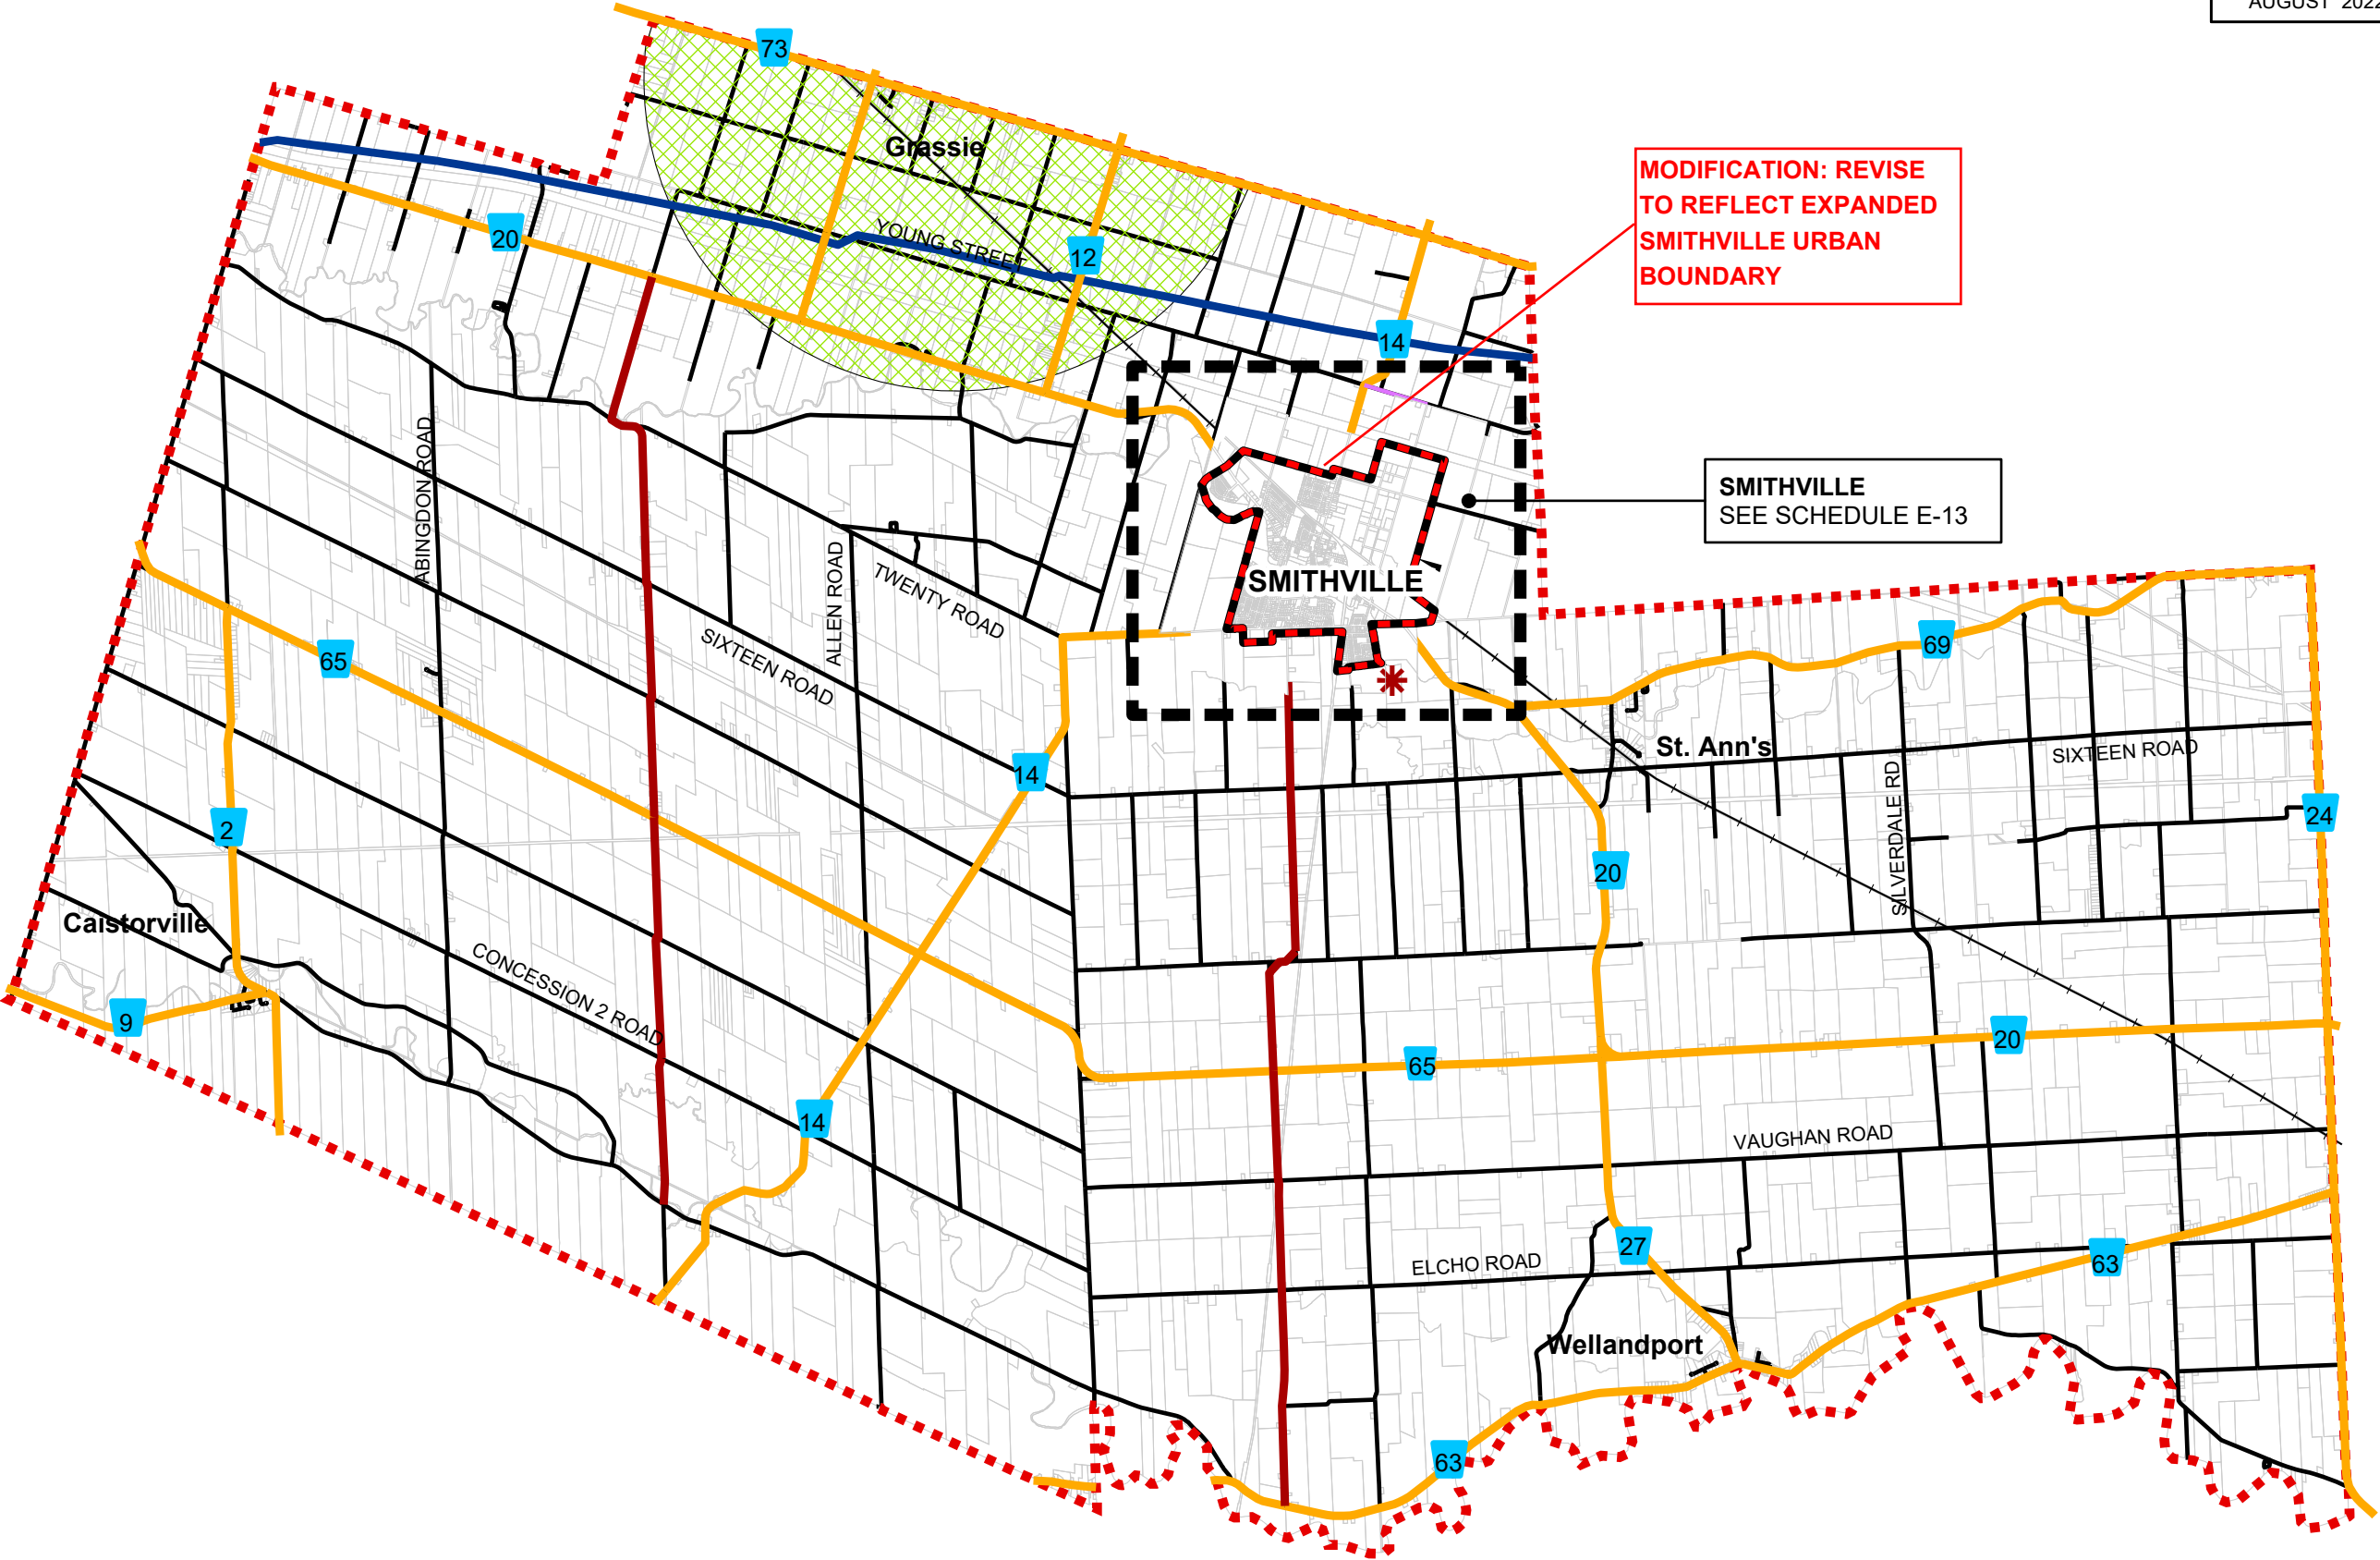 AUGUST 2022
73
Grassie
MODIFICATION: REVISE
TO REFLECT EXPANDED
SMITHVILLE URBAN
BOUNDARY
20
YOUNG STREET
12
14
SMITHVILLE
SEE SCHEDULE E-13
ABINGDON ROAD
SMITHVILLE
ALLEN ROAD
TWENTY ROAD
SIXTEEN ROAD
65
69
St. Ann's
SIXTEEN ROAD
14
SILVERDALE RD
24
2
20
Caistorville
CONCESSION 2 ROAD
9
20
65
14
VAUGHAN ROAD
27
ELCHO ROAD
63
Wellandport
63